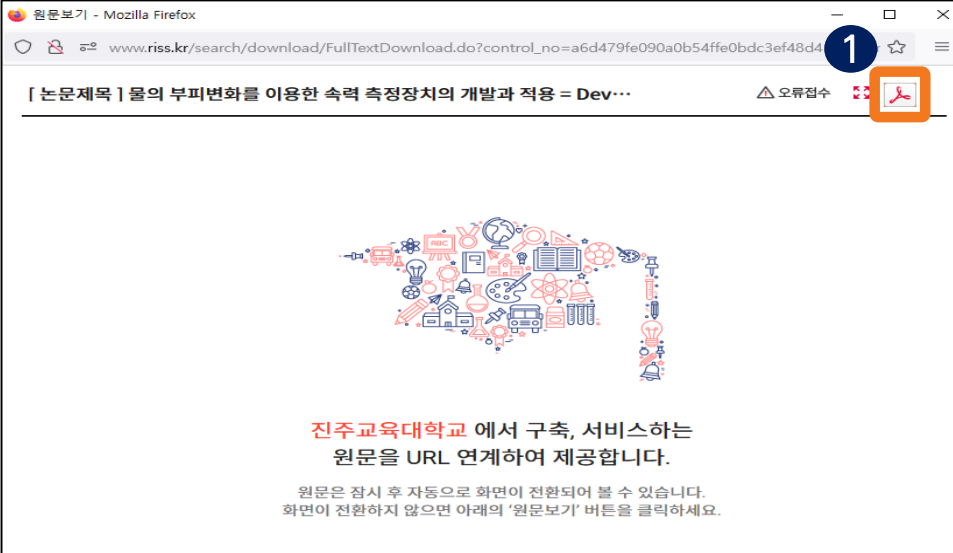 원문보기 - Mozilla Firefox
www.riss.kr/search/download/FullTextDownload.do?control_no=a6d479fe090a0b54ffe0bdc3ef48d4
1
[ 논문제목 ] 물의 부피변화를 이용한 속력 측정장치의 개발과 적용 = Dev…
오류접수
ABC
진주교육대학교 에서 구축, 서비스하는
원문을 URL 연계하여 제공합니다.
원문은 잠시 후 자동으로 화면이 전환되어 볼 수 있습니다.
화면이 전환하지 않으면 아래의 ‘원문보기’ 버튼을 클릭하세요.